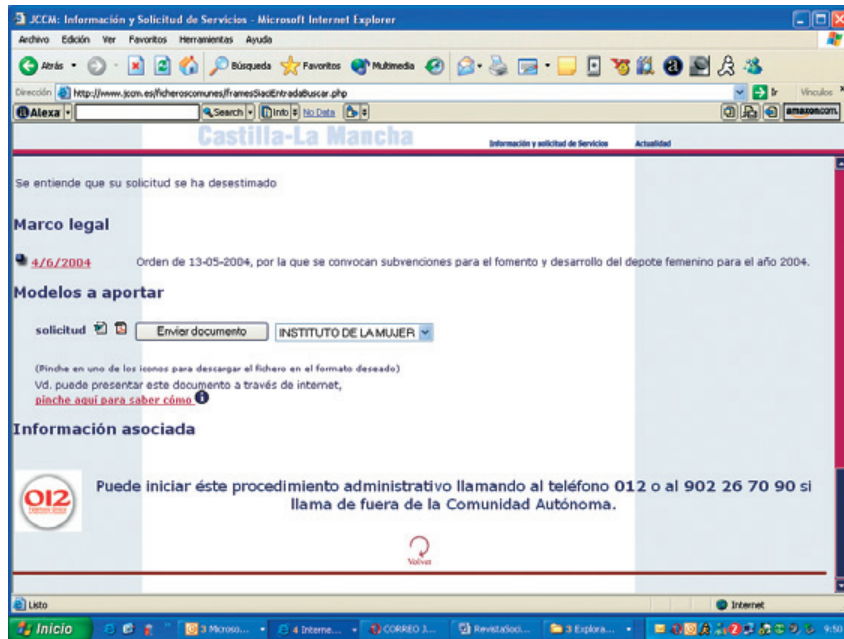 JCCM: Información y Solicitud de Servicios - Microsoft Internet Explorer
Archivo Edición Ver Favoritos Herramientas Ayuda
Atrás Búsqueda Favoritos Multimedia
Dirección http://www.jccm.es/ficheroscomunes/framesSiaciEntradaBuscar.php Ir Vínculos
Alexa Search Info No Data amazon.com
Castilla-La Mancha
Información y solicitud de Servicios Actualidad
Se entiende que su solicitud se ha desestimado
Marco legal
4/6/2004 Orden de 13-05-2004, por la que se convocan subvenciones para el fomento y desarrollo del depote femenino para el año 2004.
Modelos a aportar
solicitud Enviar documento INSTITUTO DE LA MUJER
(Pinche en uno de los iconos para descargar el fichero en el formato deseado)
Vd. puede presentar este documento a través de internet,
pinche aquí para saber cómo
Información asociada
012
Puede iniciar éste procedimiento administrativo llamando al teléfono 012 o al 902 26 70 90 si
llama de fuera de la Comunidad Autónoma.
Volver
Listo Internet
Inicio 3 Microso... 4 Interne... CORREO J... RevistaSoci... 3 Explora... 9:50